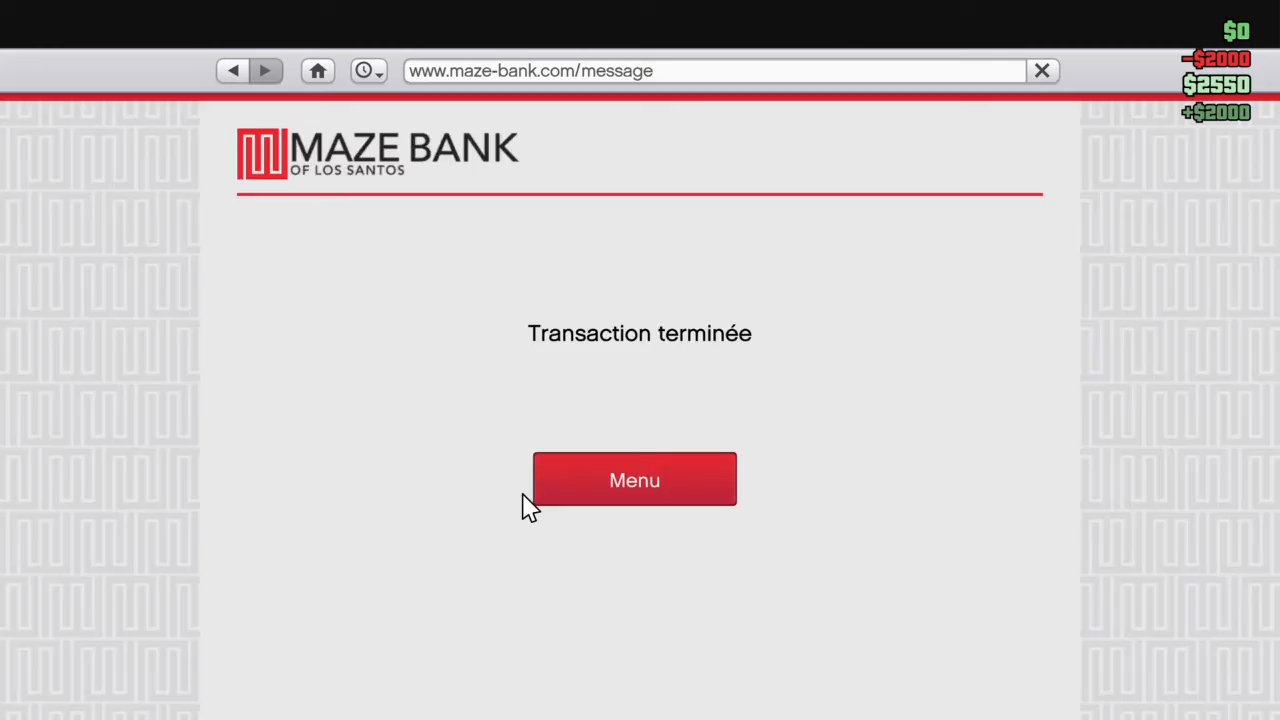 $0
-$2000
$2550
+$2000
www.maze-bank.com/message
MAZE BANK
OF LOS SANTOS
Transaction terminée
Menu